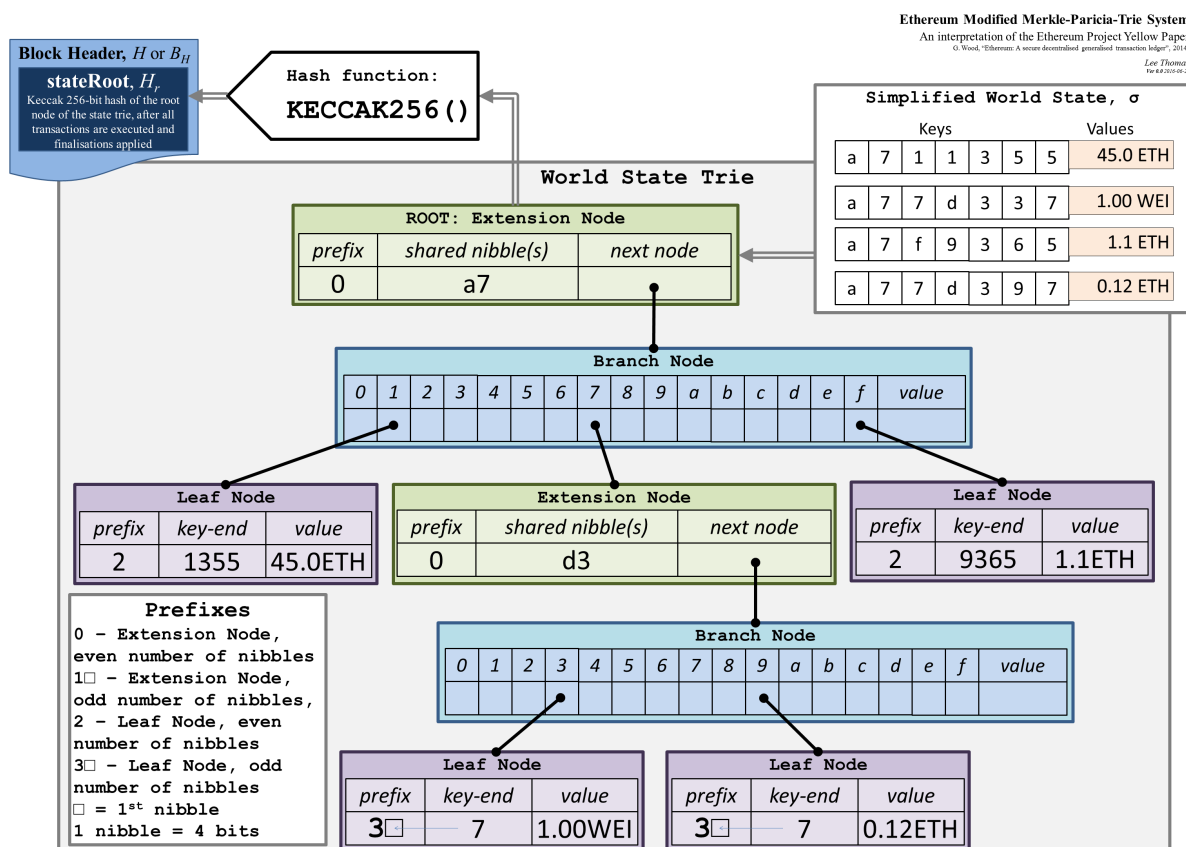 Ethereum Modified Merkle-Paricia-Trie System
An interpretation of the Ethereum Project Yellow Paper
G. Wood, "Ethereum: A secure decentralised generalised transaction ledger", 2014
Lee Thomas
Block Header, H or B_H
stateRoot, H_r
Keccak 256-bit hash of the root
node of the state trie, after all
transactions are executed and
finalisations applied
Hash function:
KECCAK256()
Simplified World State, σ
Keys Values
a 7 1 1 3 5 5 45.0 ETH
a 7 7 d 3 3 7 1.00 WEI
a 7 f 9 3 6 5 1.1 ETH
a 7 7 d 3 9 7 0.12 ETH
World State Trie
ROOT: Extension Node
prefix shared nibble(s) next node
0 a7
Branch Node
0 1 2 3 4 5 6 7 8 9 a b c d e f value
Leaf Node
prefix key-end value
2 1355 45.0ETH
Extension Node
prefix shared nibble(s) next node
0 d3
Leaf Node
prefix key-end value
2 9365 1.1ETH
Prefixes
0 – Extension Node,
even number of nibbles
1□ – Extension Node,
odd number of nibbles,
2 – Leaf Node, even
number of nibbles
3□ – Leaf Node, odd
number of nibbles
□ = 1st nibble
1 nibble = 4 bits
Branch Node
0 1 2 3 4 5 6 7 8 9 a b c d e f value
Leaf Node
prefix key-end value
3□ 7 1.00WEI
Leaf Node
prefix key-end value
3□ 7 0.12ETH